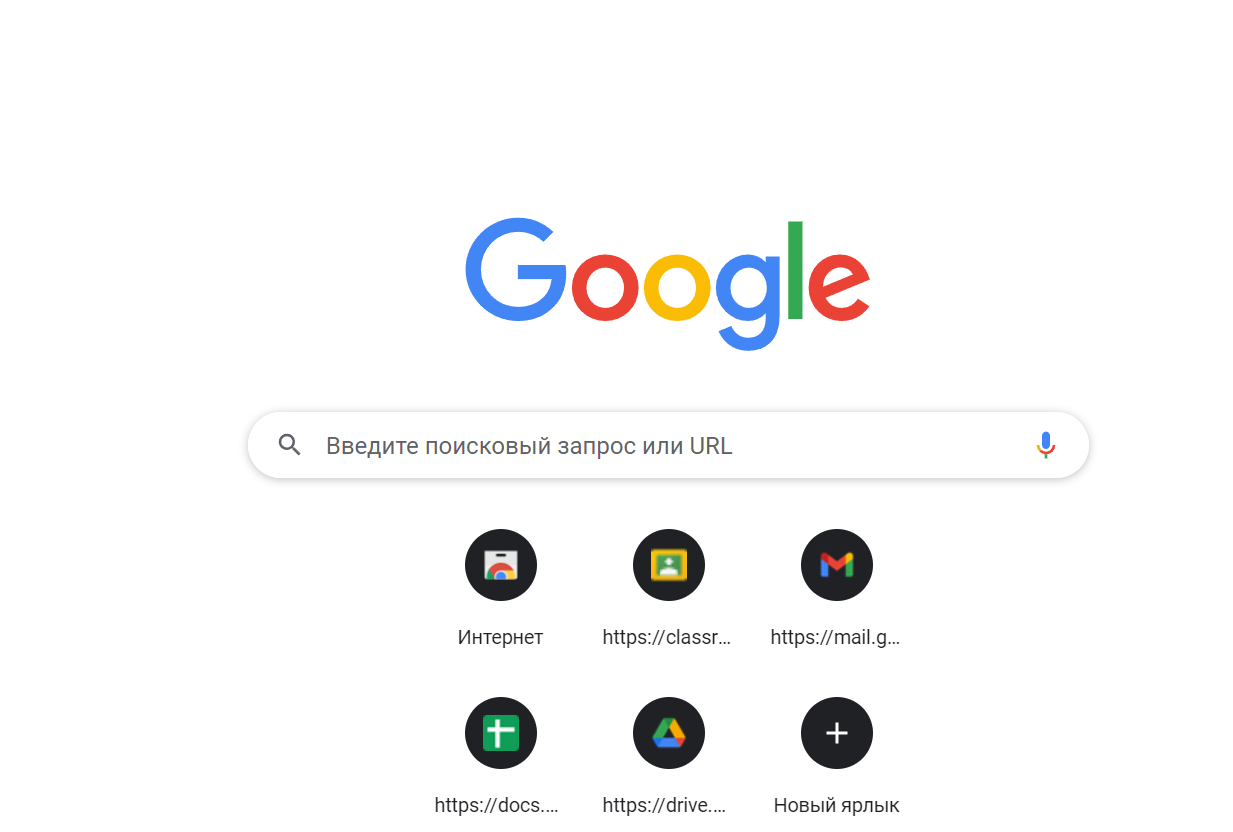 Google
Введите поисковый запрос или URL
Интернет
https://classr...
https://mail.g...
https://docs....
https://drive....
Новый ярлык